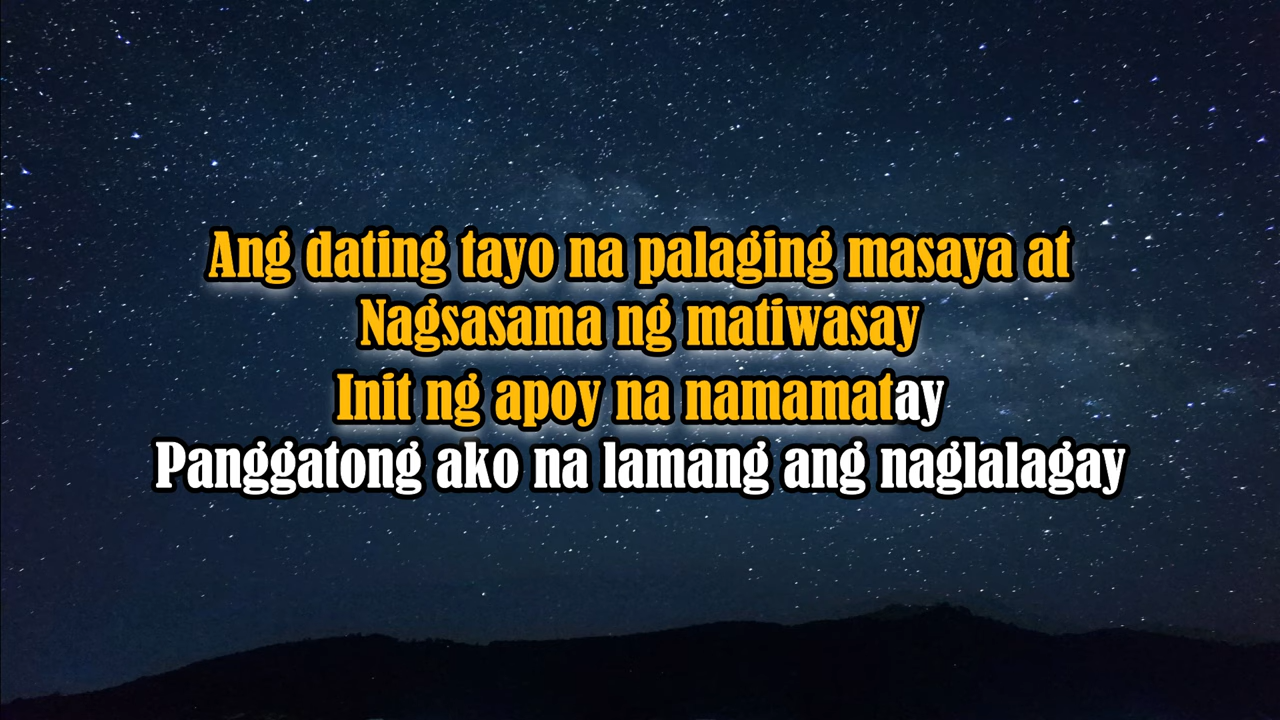 Ang dating tayo na palaging masaya at
Nagsasama ng matiwasay
Init ng apoy na namamatay
Panggatong ako na lamang ang naglalagay